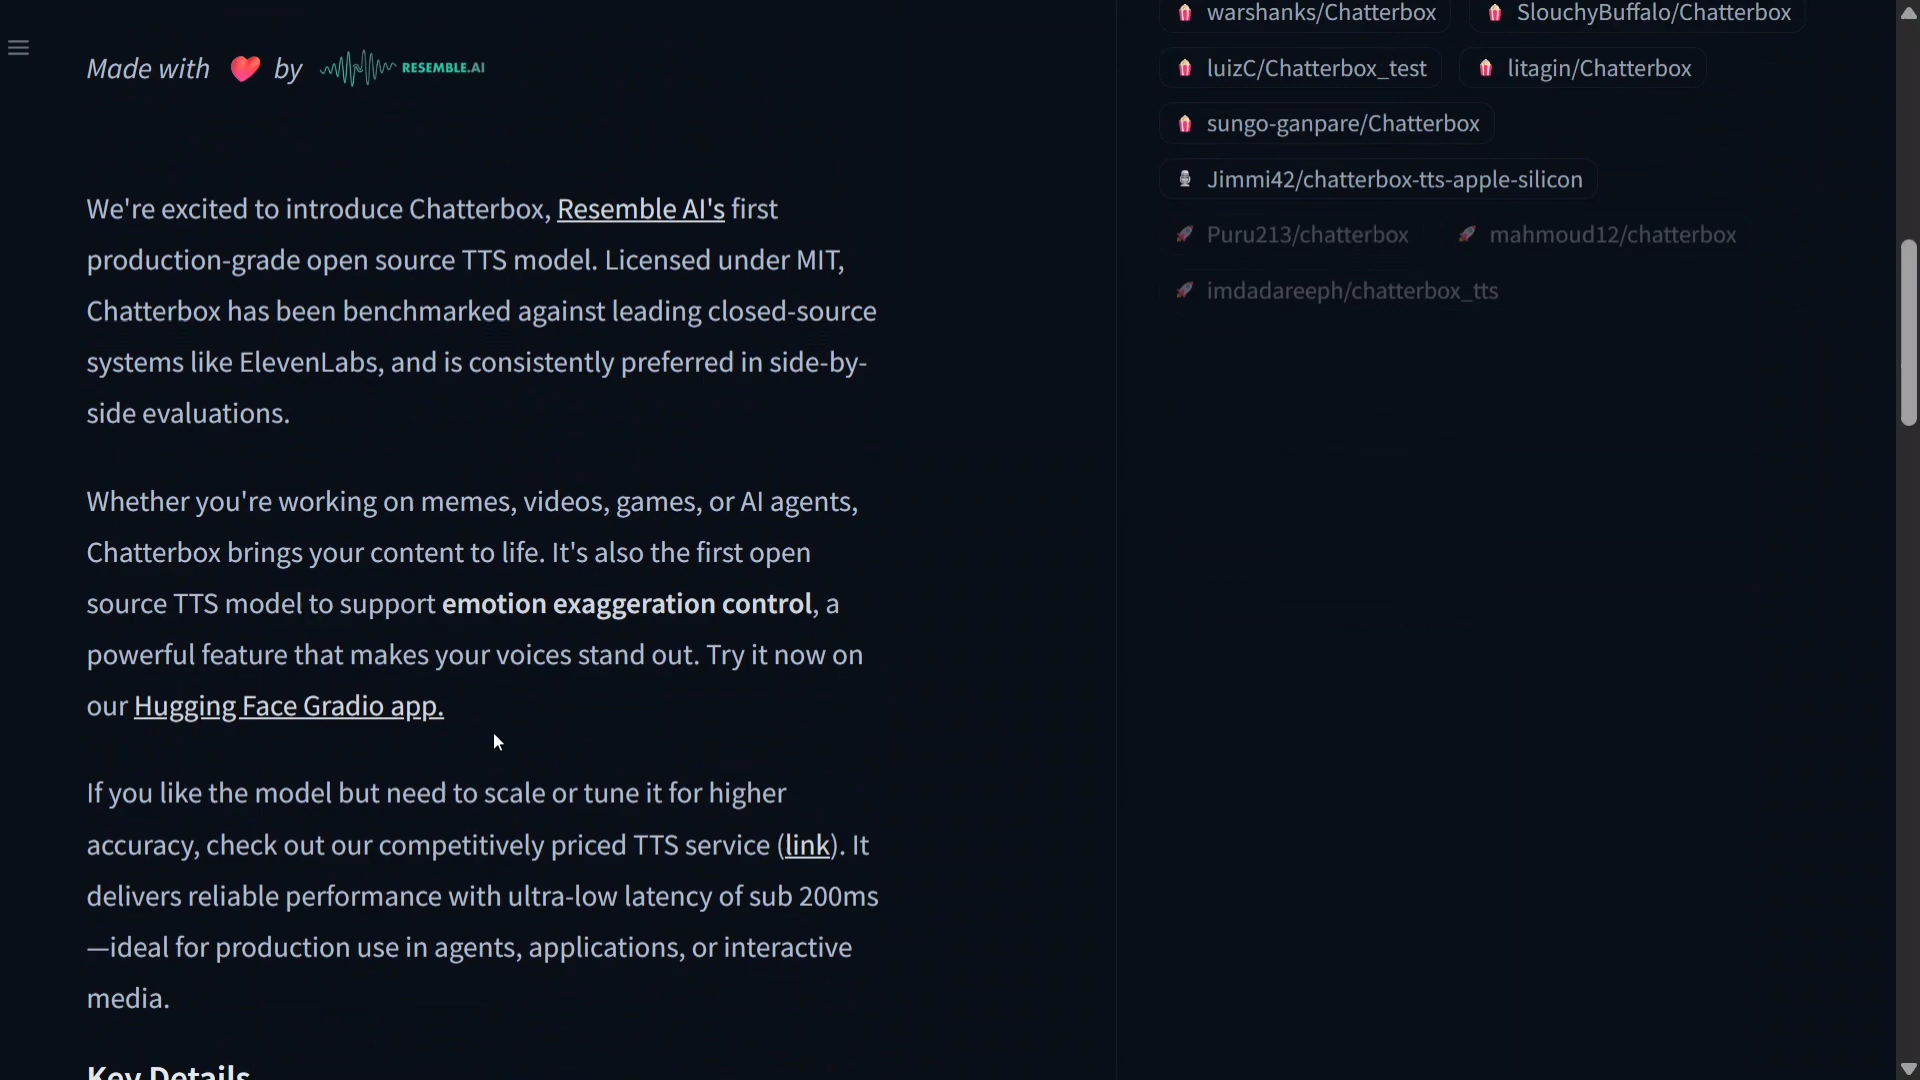 Made with ❤️ by RESEMBLE.AI
We're excited to introduce Chatterbox, Resemble AI's first
production-grade open source TTS model. Licensed under MIT,
Chatterbox has been benchmarked against leading closed-source
systems like ElevenLabs, and is consistently preferred in side-by-
side evaluations.
Whether you're working on memes, videos, games, or AI agents,
Chatterbox brings your content to life. It's also the first open
source TTS model to support emotion exaggeration control, a
powerful feature that makes your voices stand out. Try it now on
our Hugging Face Gradio app.
If you like the model but need to scale or tune it for higher
accuracy, check out our competitively priced TTS service (link). It
delivers reliable performance with ultra-low latency of sub 200ms
—ideal for production use in agents, applications, or interactive
media.
Key Details
warshanks/Chatterbox SlouchyBuffalo/Chatterbox
luizC/Chatterbox_test litagin/Chatterbox
sungo-ganpare/Chatterbox
Jimmi42/chatterbox-tts-apple-silicon
Puru213/chatterbox mahmoud12/chatterbox
imdadareeph/chatterbox_tts